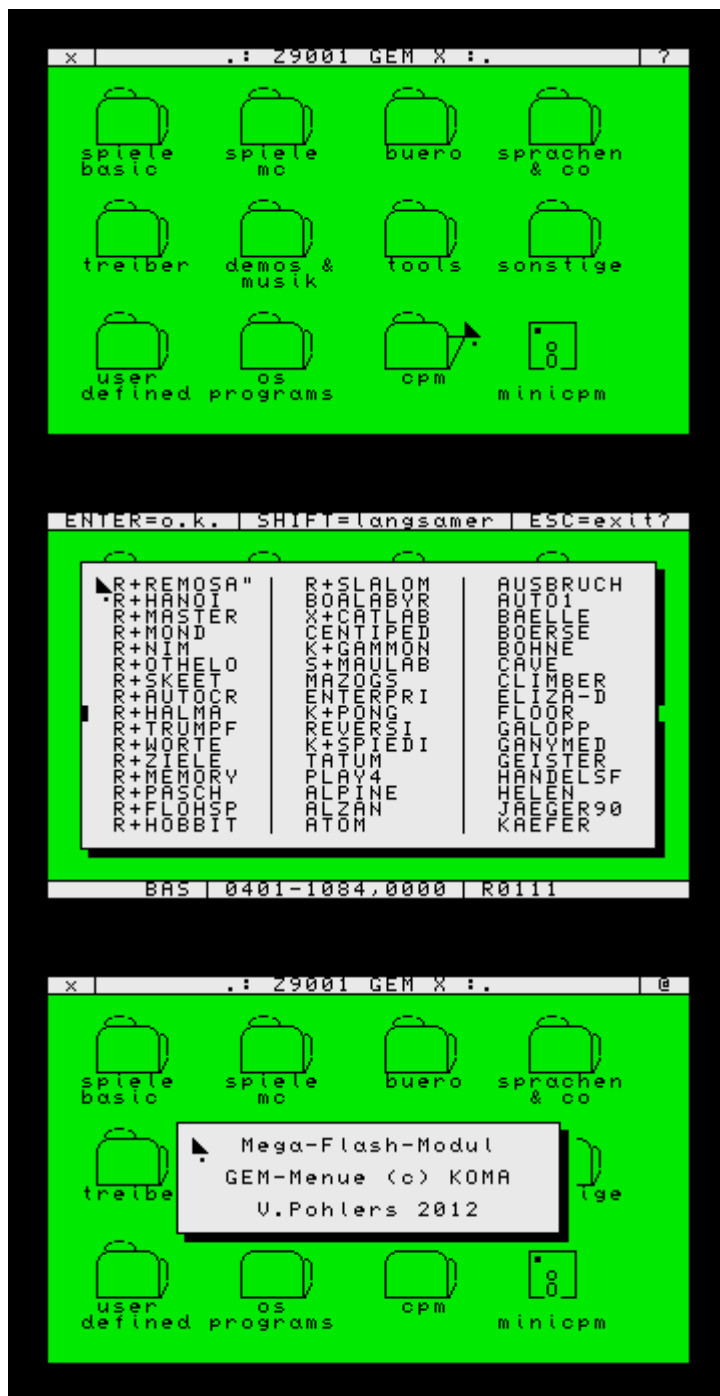 x | .: Z9001 GEM X :. | ?
spiele spiele buero sprachen
basic mc & co
treiber demos & tools sonstige
musik
user os cpm
defined programs minicpm
ENTER=o.k. | SHIFT=langsamer | ESC=exit?
R+REMOSA" | R+SLALOM | AUSBRUCH
R+HANOI | BOALABYR | AUTO1
R+MASTER | X+CATLAB | BAELLE
R+MOND | CENTIPED | BOERSE
R+NIM | K+GAMMON | BOHNE
R+OTHELO | S+MAULAB | CAVE
R+SKEET | MAZOGS | CLIMBER
R+AUTOCR | ENTERPRI | ELIZA-D
R+HALMA | K+PONG | FLOOR
R+TRUMPF | REVERSI | GALOPP
R+WORTE | K+SPIEDI | GANYMED
R+ZIELE | TATUM | GEISTER
R+MEMORY | PLAY4 | HANDELSF
R+PASCH | ALPINE | HELEN
R+FLOHSP | ALZAN | JAEGER90
R+HOBBIT | ATOM | KAEFER
BAS | 0401-1084,0000 | R0111
x | .: Z9001 GEM X :. | @
spiele spiele buero sprachen
basic mc & co
Mega-Flash-Modul
GEM-Menue (c) KOMA
V.Pohlers 2012
treibe ige
user os cpm
defined programs minicpm